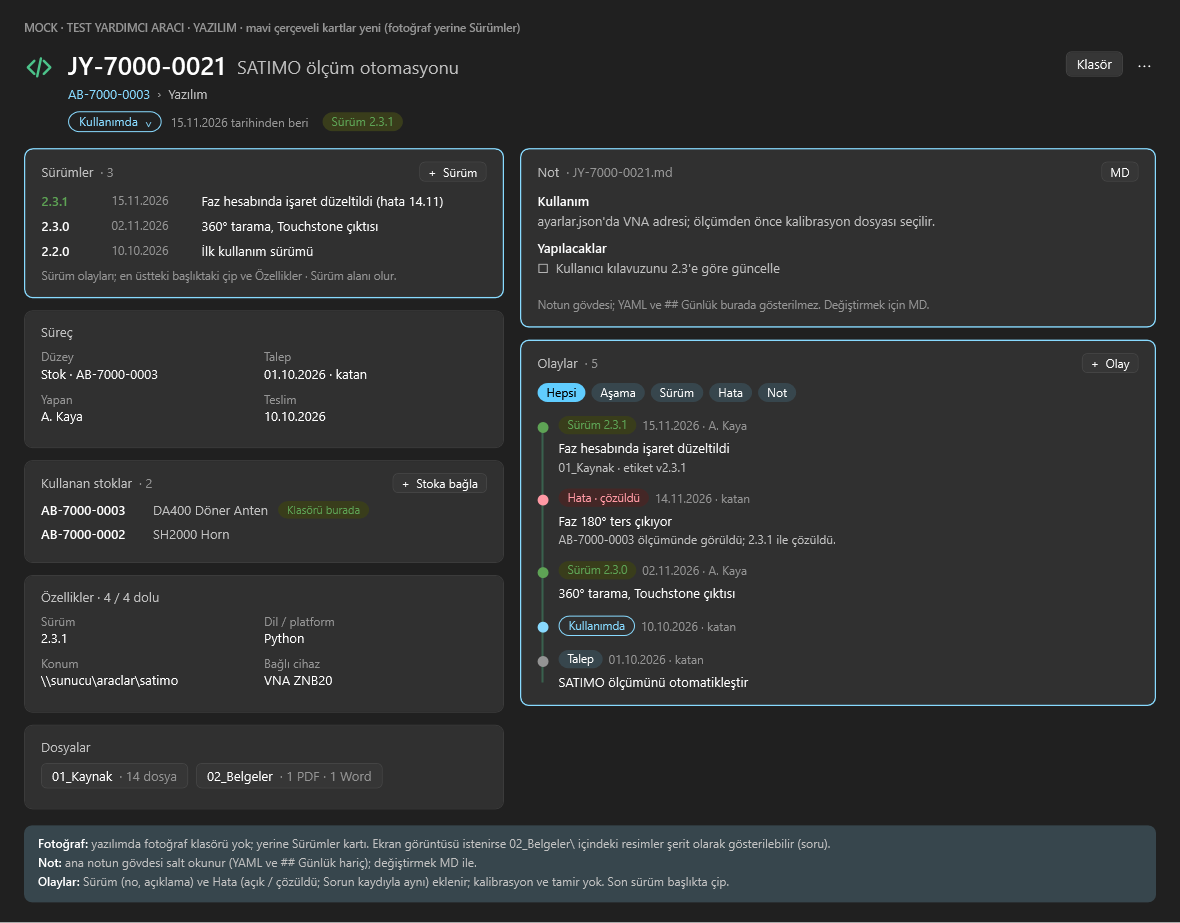 MOCK · TEST YARDIMCI ARACI · YAZILIM · mavi çerçeveli kartlar yeni (fotoğraf yerine Sürümler)
</> JY-7000-0021 SATIMO ölçüm otomasyonu
Klasör ...
AB-7000-0003 › Yazılım
Kullanımda v 15.11.2026 tarihinden beri Sürüm 2.3.1
Sürümler · 3 + Sürüm
2.3.1 15.11.2026 Faz hesabında işaret düzeltildi (hata 14.11)
2.3.0 02.11.2026 360° tarama, Touchstone çıktısı
2.2.0 10.10.2026 İlk kullanım sürümü
Sürüm olayları; en üstteki başlıktaki çip ve Özellikler · Sürüm alanı olur.
Süreç
Düzey Talep
Stok · AB-7000-0003 01.10.2026 · katan
Yapan Teslim
A. Kaya 10.10.2026
Kullanan stoklar · 2 + Stoka bağla
AB-7000-0003 DA400 Döner Anten Klasörü burada
AB-7000-0002 SH2000 Horn
Özellikler · 4 / 4 dolu
Sürüm Dil / platform
2.3.1 Python
Konum Bağlı cihaz
\\sunucu\araclar\satimo VNA ZNB20
Dosyalar
01_Kaynak · 14 dosya 02_Belgeler · 1 PDF · 1 Word
Not · JY-7000-0021.md MD
Kullanım
ayarlar.json'da VNA adresi; ölçümden önce kalibrasyon dosyası seçilir.
Yapılacaklar
☐ Kullanıcı kılavuzunu 2.3'e göre güncelle
Notun gövdesi; YAML ve ## Günlük burada gösterilmez. Değiştirmek için MD.
Olaylar · 5 + Olay
Hepsi Aşama Sürüm Hata Not
Sürüm 2.3.1 15.11.2026 · A. Kaya
Faz hesabında işaret düzeltildi
01_Kaynak · etiket v2.3.1
Hata · çözüldü 14.11.2026 · katan
Faz 180° ters çıkıyor
AB-7000-0003 ölçümünde görüldü; 2.3.1 ile çözüldü.
Sürüm 2.3.0 02.11.2026 · A. Kaya
360° tarama, Touchstone çıktısı
Kullanımda 10.10.2026 · katan
Talep 01.10.2026 · katan
SATIMO ölçümünü otomatikleştir
Fotoğraf: yazılımda fotoğraf klasörü yok; yerine Sürümler kartı. Ekran görüntüsü istenirse 02_Belgeler\ içindeki resimler şerit olarak gösterilebilir (soru).
Not: ana notun gövdesi salt okunur (YAML ve ## Günlük hariç); değiştirmek MD ile.
Olaylar: Sürüm (no, açıklama) ve Hata (açık / çözüldü; Sorun kaydıyla aynı) eklenir; kalibrasyon ve tamir yok. Son sürüm başlıkta çip.